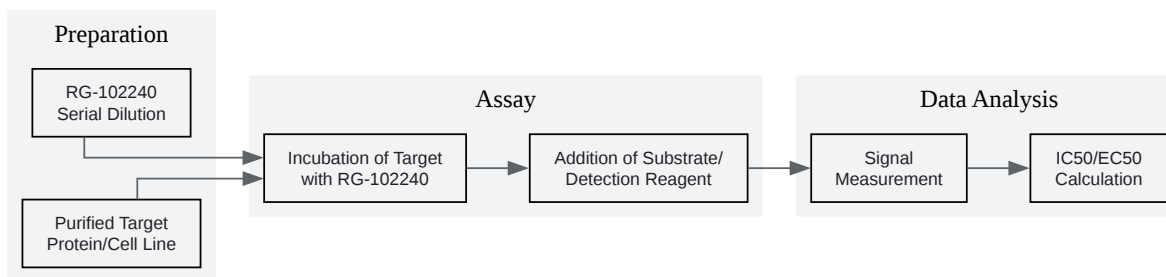 Preparation
RG-102240
Serial Dilution
Purified Target
Protein/Cell Line
Assay
Incubation of Target
with RG-102240
Addition of Substrate/
Detection Reagent
Data Analysis
Signal
Measurement
IC50/EC50
Calculation